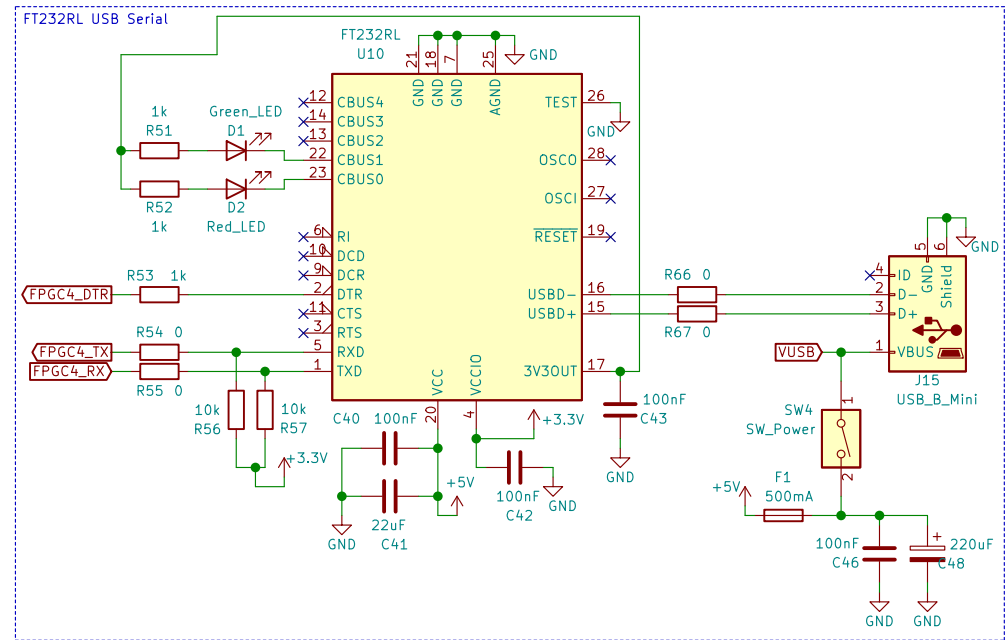 FT232RL USB Serial
FT232RL
U10
21
18
7
25
GND
GND
GND
GND
AGND
12
CBUS4
14
CBUS3
13
CBUS2
22
CBUS1
23
CBUS0
TEST
26
GND
OSCO
28
OSCI
27
RESET
19
1k
R51
Green_LED
D1
R52
1k
D2
Red_LED
6
RI
10
DCD
9
DCR
2
DTR
11
CTS
3
RTS
5
RXD
1
TXD
USBD-
16
USBD+
15
3V3OUT
17
VCC
20
VCCIO
4
FPGC4_DTR
R53 1k
FPGC4_TX
R54 0
FPGC4_RX
R55 0
10k
R56
10k
R57
+3.3V
C40
100nF
22uF
C41
GND
+5V
+3.3V
100nF
C42
GND
100nF
C43
GND
R66 0
R67 0
5
6
GND
GND
Shield
4
ID
2
D-
3
D+
1
VBUS
J15
USB_B_Mini
VUSB
SW4
SW_Power
1
2
+5V
F1
500mA
100nF
C46
GND
+
220uF
C48
GND